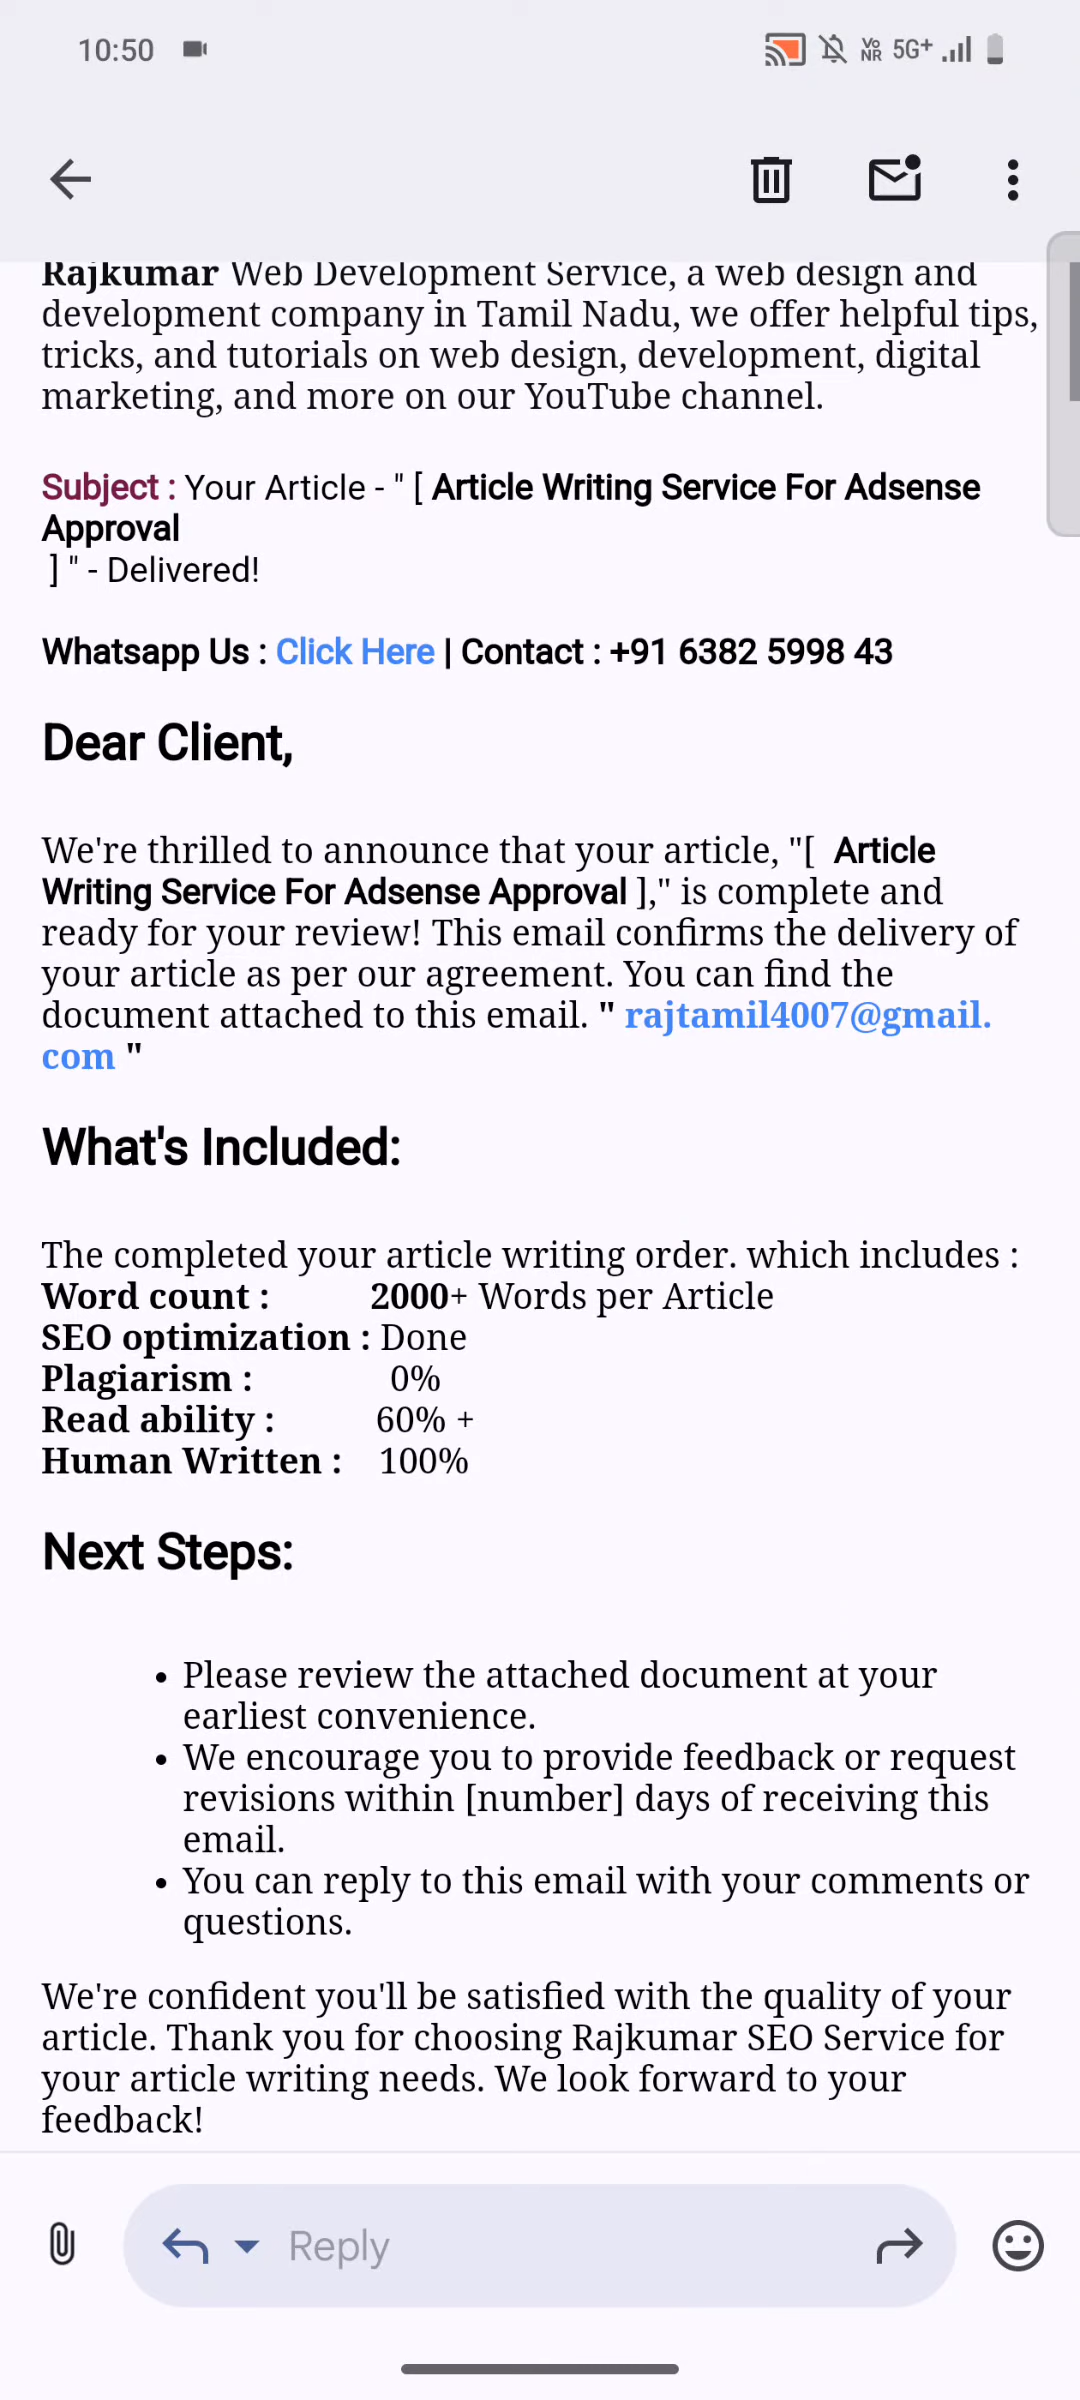 10:50
Vo NR 5G+
Rajkumar Web Development Service, a web design and
development company in Tamil Nadu, we offer helpful tips,
tricks, and tutorials on web design, development, digital
marketing, and more on our YouTube channel.
Subject : Your Article - " [ Article Writing Service For Adsense
Approval
] " - Delivered!
Whatsapp Us : Click Here | Contact : +91 6382 5998 43
Dear Client,
We're thrilled to announce that your article, "[ Article
Writing Service For Adsense Approval ]," is complete and
ready for your review! This email confirms the delivery of
your article as per our agreement. You can find the
document attached to this email. " rajtamil4007@gmail.
com "
What's Included:
The completed your article writing order. which includes :
Word count : 2000+ Words per Article
SEO optimization : Done
Plagiarism : 0%
Read ability : 60% +
Human Written : 100%
Next Steps:
• Please review the attached document at your
earliest convenience.
• We encourage you to provide feedback or request
revisions within [number] days of receiving this
email.
• You can reply to this email with your comments or
questions.
We're confident you'll be satisfied with the quality of your
article. Thank you for choosing Rajkumar SEO Service for
your article writing needs. We look forward to your
feedback!
Reply